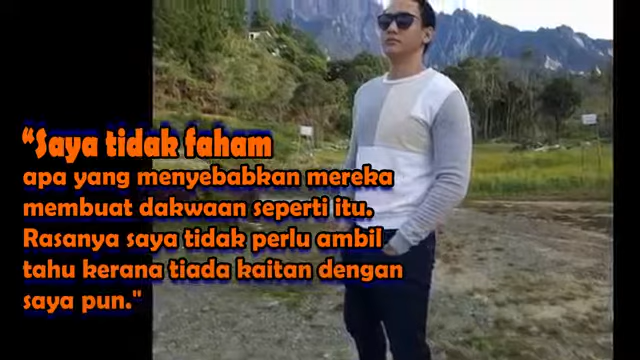 “Saya tidak faham
apa yang menyebabkan mereka
membuat dakwaan seperti itu.
Rasanya saya tidak perlu ambil
tahu kerana tiada kaitan dengan
saya pun."